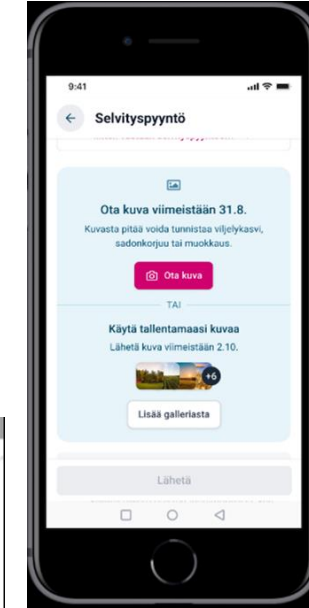 9:41
Selvityspyyntö
Ota kuva viimeistään 31.8.
Kuvasta pitää voida tunnistaa viljelykasvi,
sadonkorjuu tai muokkaus.
Ota kuva
TAI
Käytä tallentamaasi kuvaa
Lähetä kuva viimeistään 2.10.
+6
Lisää galleriasta
Lähetä